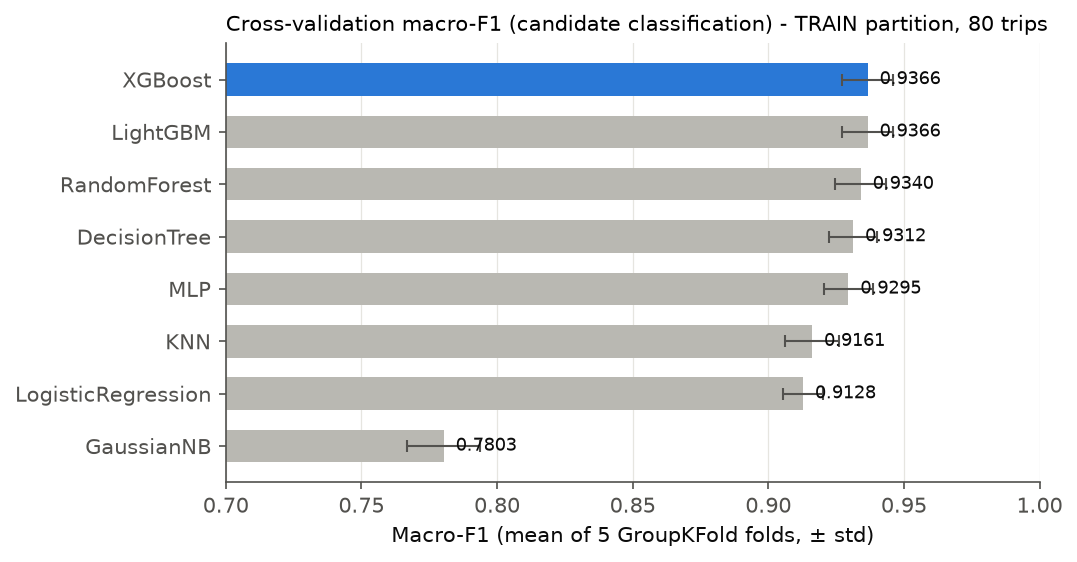 Cross-validation macro-F1 (candidate classification) - TRAIN partition, 80 trips
XGBoost 0.9366
LightGBM 0.9366
RandomForest 0.9340
DecisionTree 0.9312
MLP 0.9295
KNN 0.9161
LogisticRegression 0.9128
GaussianNB 0.7803
0.70 0.75 0.80 0.85 0.90 0.95 1.00
Macro-F1 (mean of 5 GroupKFold folds, ± std)